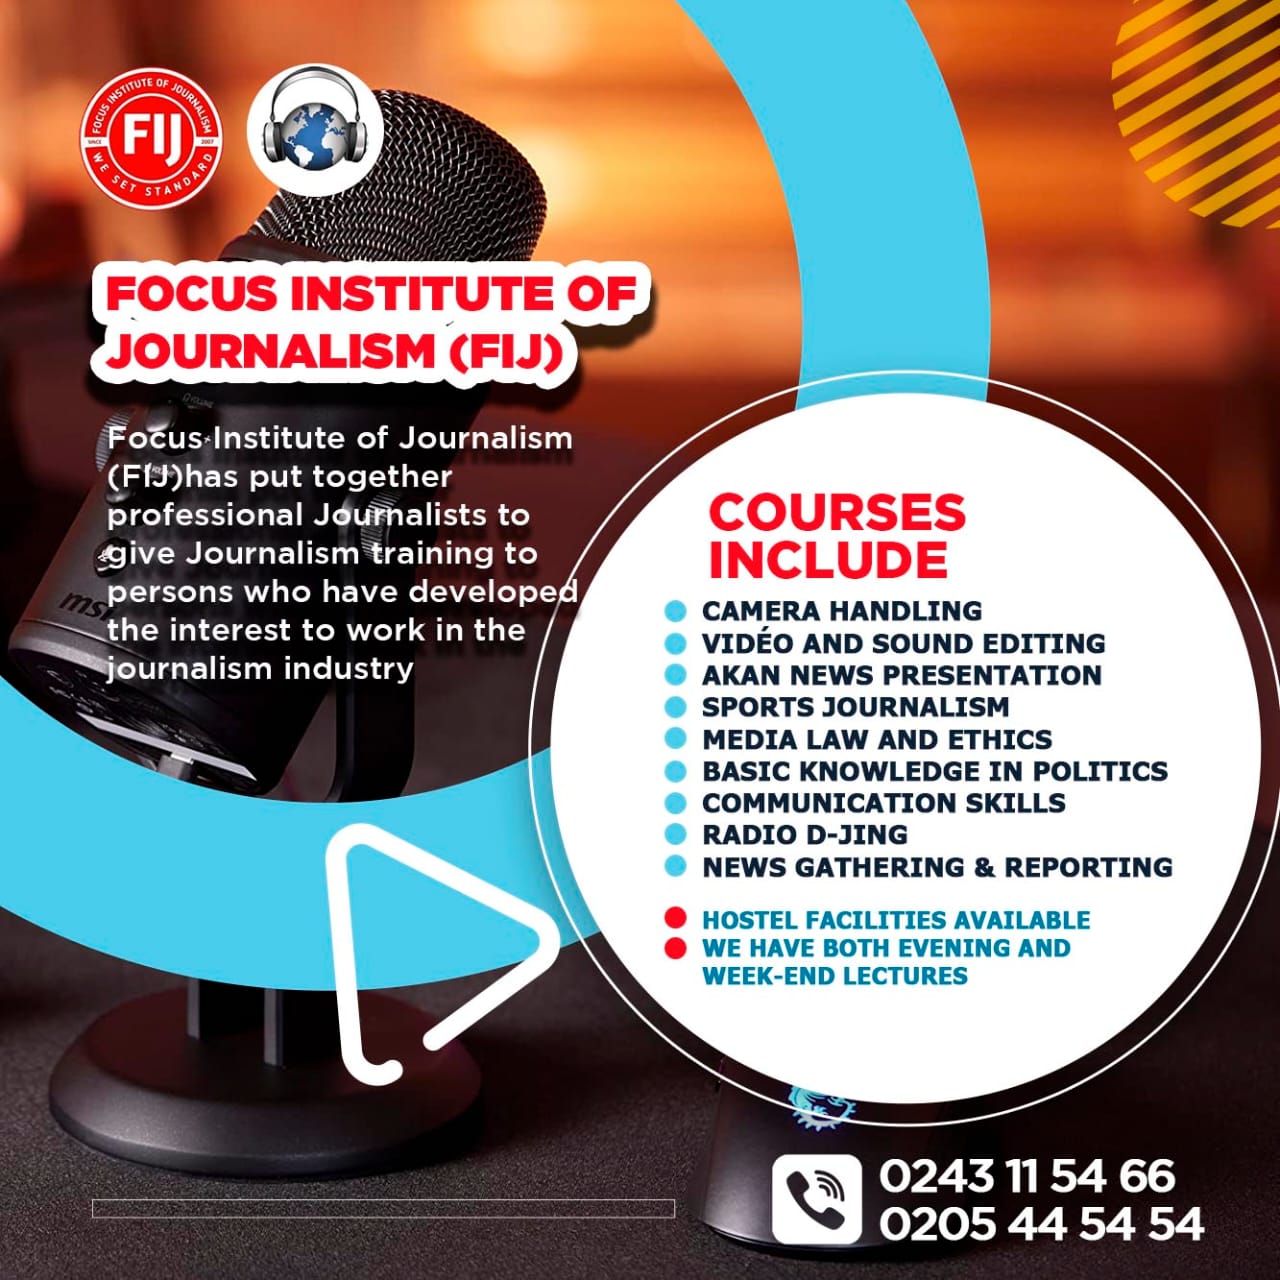 FOCUS INSTITUTE OF JOURNALISM
SINCE 2007
FIJ
WE SET STANDARD
FOCUS INSTITUTE OF
JOURNALISM (FIJ)
Focus Institute of Journalism
(FIJ)has put together
professional Journalists to
give Journalism training to
persons who have developed
the interest to work in the
journalism industry
msi
VOLUME
COURSES
INCLUDE
CAMERA HANDLING
VIDÉO AND SOUND EDITING
AKAN NEWS PRESENTATION
SPORTS JOURNALISM
MEDIA LAW AND ETHICS
BASIC KNOWLEDGE IN POLITICS
COMMUNICATION SKILLS
RADIO D-JING
NEWS GATHERING & REPORTING
HOSTEL FACILITIES AVAILABLE
WE HAVE BOTH EVENING AND
WEEK-END LECTURES
0243 11 54 66
0205 44 54 54